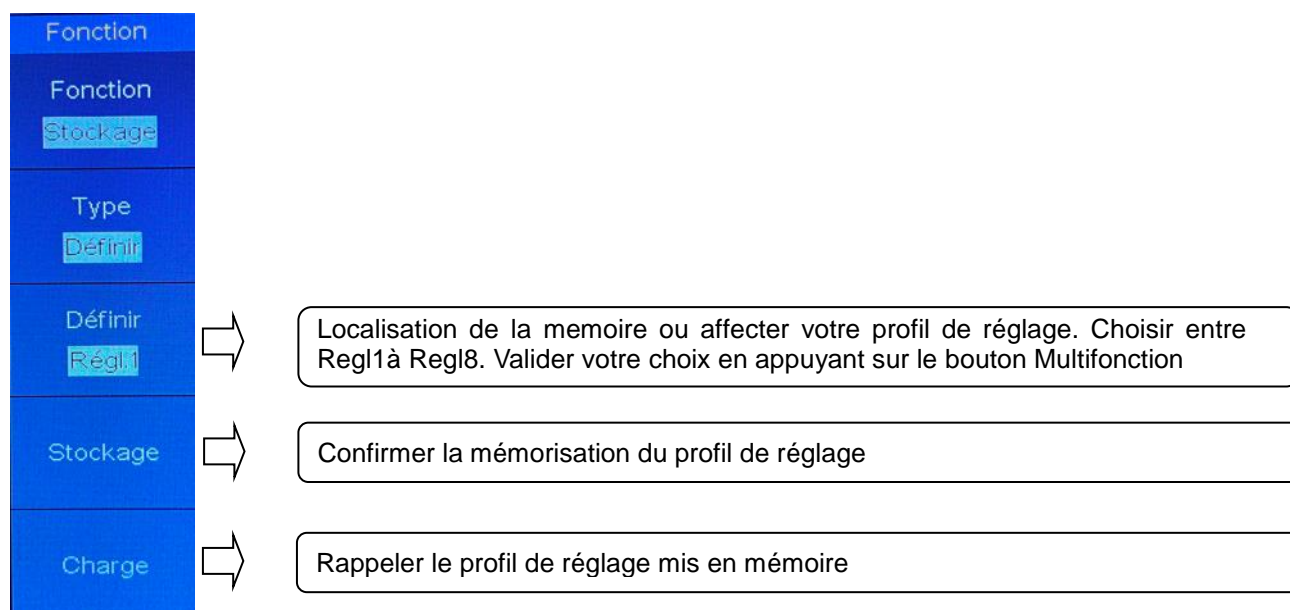 Fonction
Fonction
Stockage
Type
Définir
Définir
Régl.1
Localisation de la memoire ou affecter votre profil de réglage. Choisir entre
Regl1à Regl8. Valider votre choix en appuyant sur le bouton Multifonction
Stockage
Confirmer la mémorisation du profil de réglage
Charge
Rappeler le profil de réglage mis en mémoire